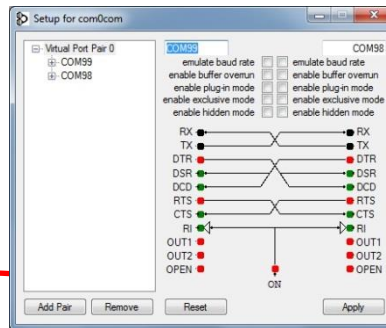 Setup for com0com
Virtual Port Pair 0
COM99
COM98
COM99 COM98
emulate baud rate emulate baud rate
enable buffer overrun enable buffer overrun
enable plug-in mode enable plug-in mode
enable exclusive mode enable exclusive mode
enable hidden mode enable hidden mode
RX RX
TX TX
DTR DTR
DSR DSR
DCD DCD
RTS RTS
CTS CTS
RI RI
OUT1 OUT1
OUT2 OUT2
OPEN OPEN
ON
Add Pair Remove Reset Apply